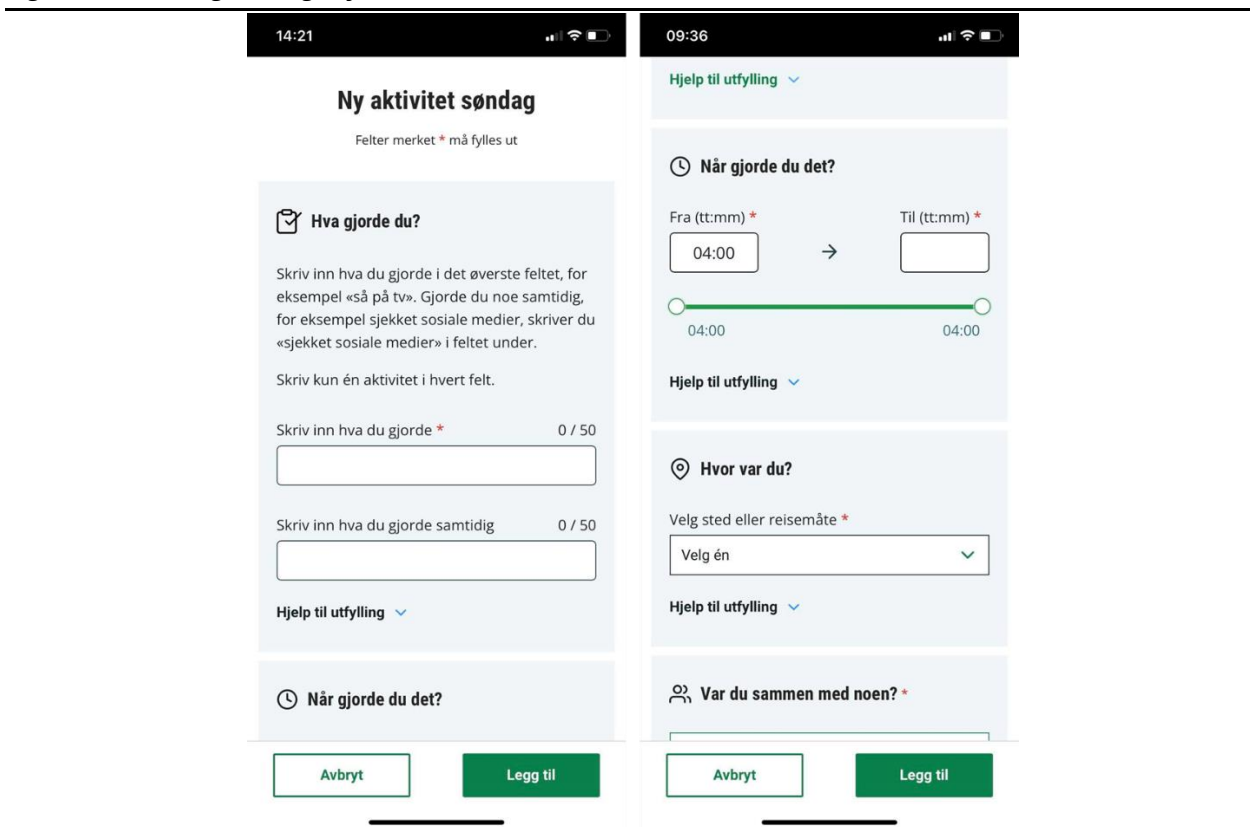 14:21
Ny aktivitet søndag
Felter merket * må fylles ut
Hva gjorde du?
Skriv inn hva du gjorde i det øverste feltet, for
eksempel «så på tv». Gjorde du noe samtidig,
for eksempel sjekket sosiale medier, skriver du
«sjekket sosiale medier» i feltet under.
Skriv kun én aktivitet i hvert felt.
Skriv inn hva du gjorde * 0 / 50
Skriv inn hva du gjorde samtidig 0 / 50
Hjelp til utfylling
Når gjorde du det?
Avbryt Legg til
09:36
Hjelp til utfylling
Når gjorde du det?
Fra (tt:mm) * Til (tt:mm) *
04:00
04:00 04:00
Hjelp til utfylling
Hvor var du?
Velg sted eller reisemåte *
Velg én
Hjelp til utfylling
Var du sammen med noen? *
Avbryt Legg til